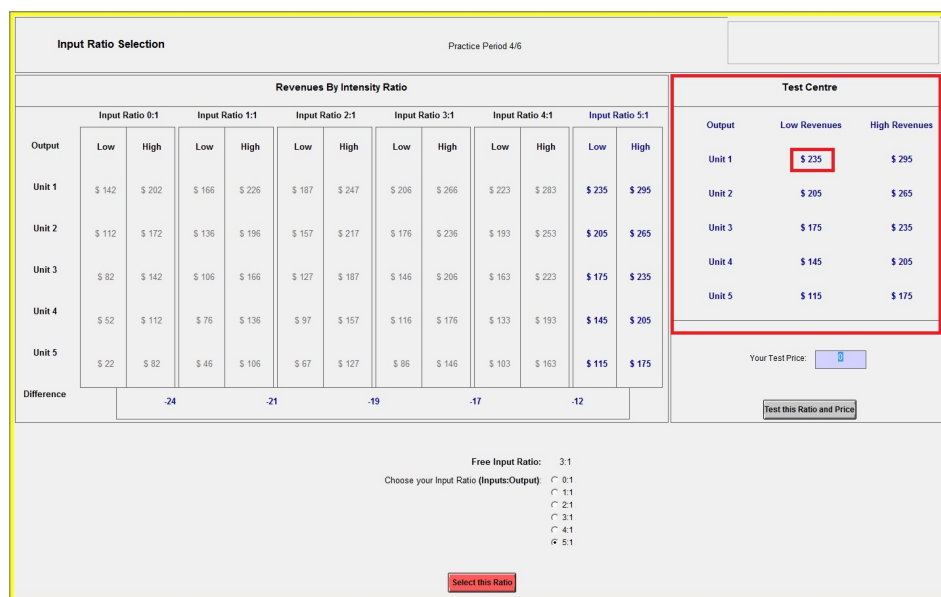 Input Ratio Selection
Practice Period 4/6
Revenues By Intensity Ratio
Input Ratio 0:1 Input Ratio 1:1 Input Ratio 2:1 Input Ratio 3:1 Input Ratio 4:1 Input Ratio 5:1
Output Low High Low High Low High Low High Low High Low High
Unit 1 $ 142 $ 202 $ 166 $ 226 $ 187 $ 247 $ 206 $ 266 $ 223 $ 283 $ 235 $ 295
Unit 2 $ 112 $ 172 $ 136 $ 196 $ 157 $ 217 $ 176 $ 236 $ 193 $ 253 $ 205 $ 265
Unit 3 $ 82 $ 142 $ 106 $ 166 $ 127 $ 187 $ 146 $ 206 $ 163 $ 223 $ 175 $ 235
Unit 4 $ 52 $ 112 $ 76 $ 136 $ 97 $ 157 $ 116 $ 176 $ 133 $ 193 $ 145 $ 205
Unit 5 $ 22 $ 82 $ 46 $ 106 $ 67 $ 127 $ 86 $ 146 $ 103 $ 163 $ 115 $ 175
Difference -24 -21 -19 -17 -12
Test Centre
Output Low Revenues High Revenues
Unit 1 $ 235 $ 295
Unit 2 $ 205 $ 265
Unit 3 $ 175 $ 235
Unit 4 $ 145 $ 205
Unit 5 $ 115 $ 175
Your Test Price: 0
Test this Ratio and Price
Free Input Ratio: 3:1
Choose your Input Ratio (Inputs:Output): 0:1
1:1
2:1
3:1
4:1
5:1
Select this Ratio